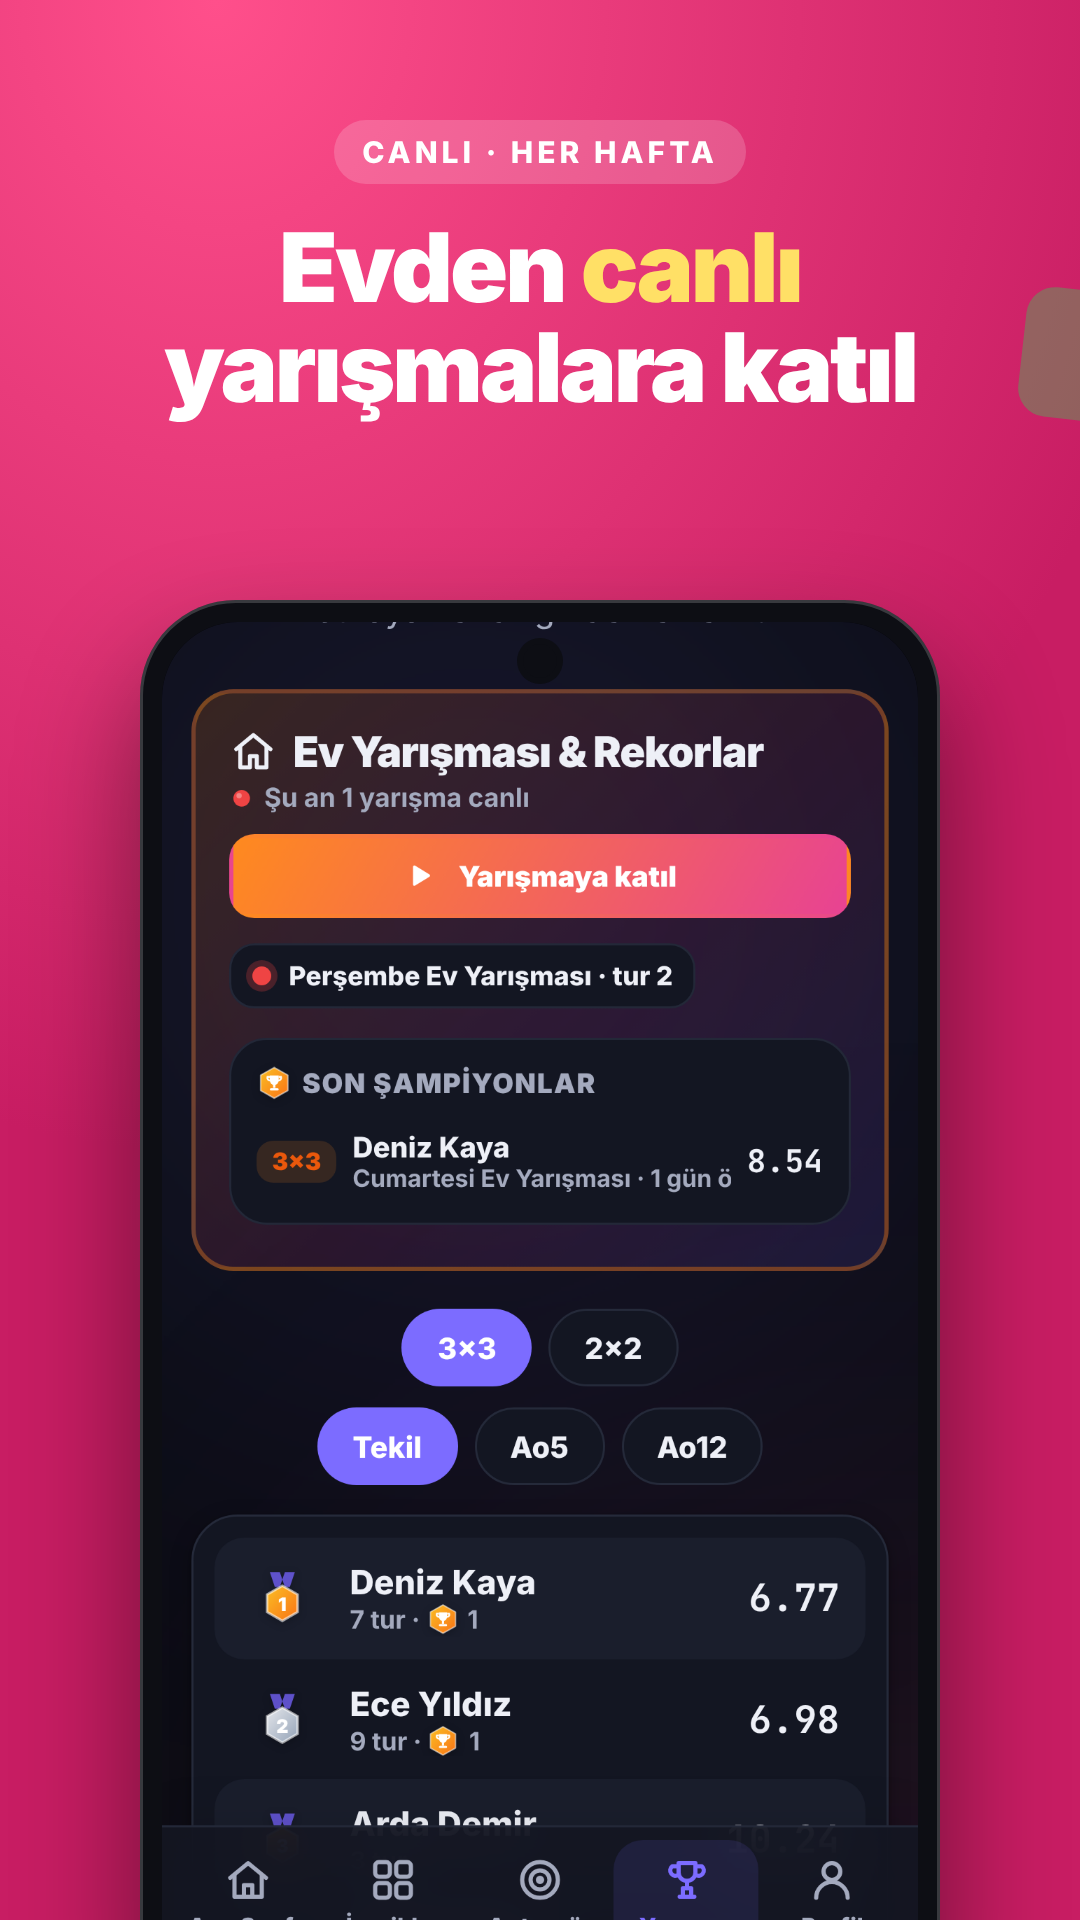 CANLI · HER HAFTA
Evden canlı
yarışmalara katıl
Ev Yarışması & Rekorlar
Şu an 1 yarışma canlı
Yarışmaya katıl
Perşembe Ev Yarışması · tur 2
SON ŞAMPİYONLAR
3×3
Deniz Kaya
Cumartesi Ev Yarışması · 1 gün ö
8.54
3×3
2×2
Tekil
Ao5
Ao12
1
Deniz Kaya
7 tur · 1
6.77
2
Ece Yıldız
9 tur · 1
6.98
Arda Demir
10.24